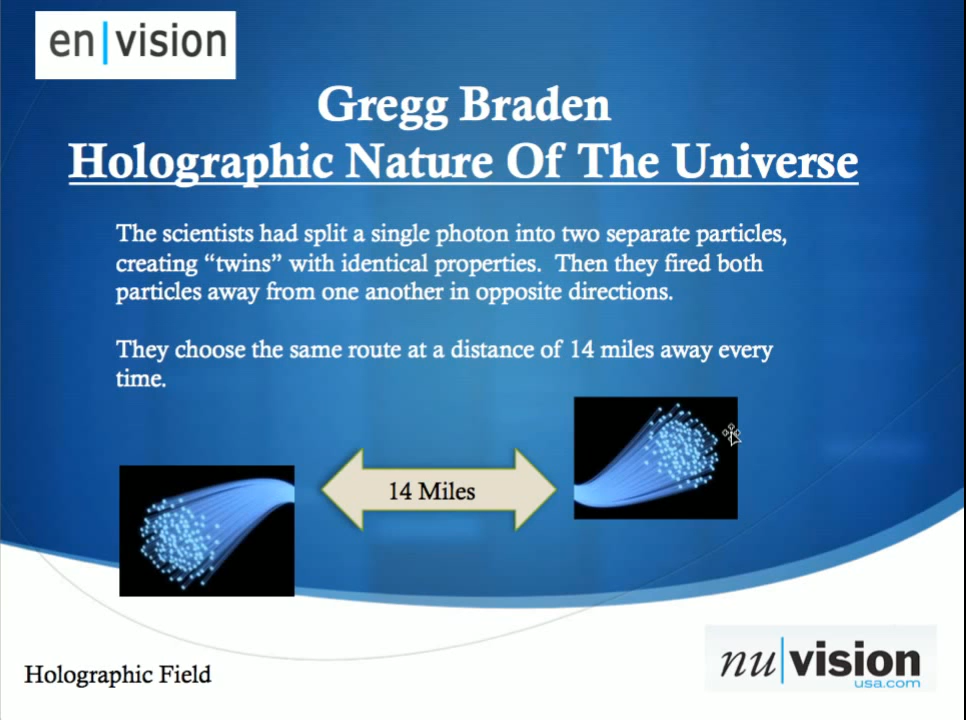 en|vision
Gregg Braden
Holographic Nature Of The Universe
The scientists had split a single photon into two separate particles,
creating “twins” with identical properties. Then they fired both
particles away from one another in opposite directions.
They choose the same route at a distance of 14 miles away every
time.
14 Miles
Holographic Field
nu|vision
usa.com